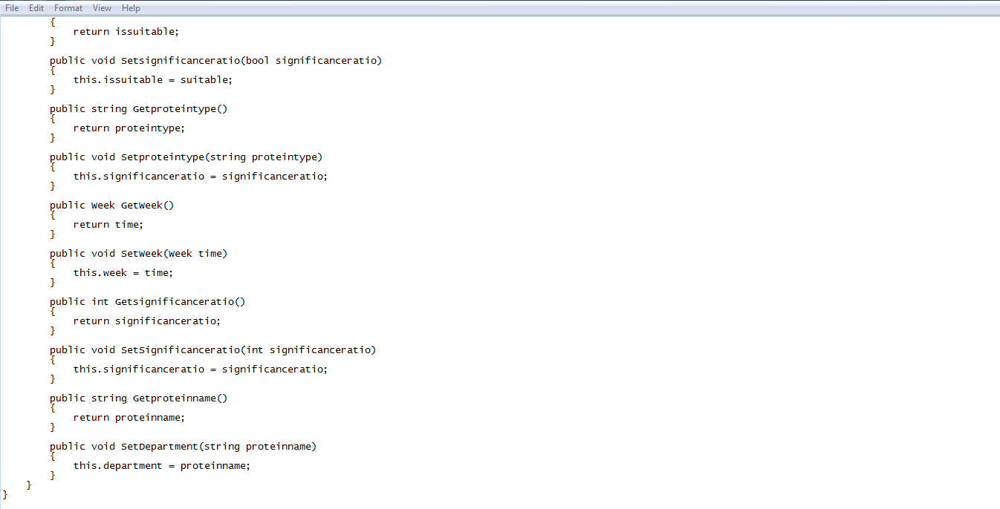 File Edit Format View Help
{
return issuitable;
}
public void Setsignificanceratio(bool significanceratio)
{
this.issuitable = suitable;
}
public string Getproteintype()
{
return proteintype;
}
public void Setproteintype(string proteintype)
{
this.significanceratio = significanceratio;
}
public Week GetWeek()
{
return time;
}
public void SetWeek(Week time)
{
this.week = time;
}
public int Getsignificanceratio()
{
return significanceratio;
}
public void SetSignificanceratio(int significanceratio)
{
this.significanceratio = significanceratio;
}
public string Getproteinname()
{
return proteinname;
}
public void SetDepartment(string proteinname)
{
this.department = proteinname;
}
}
}